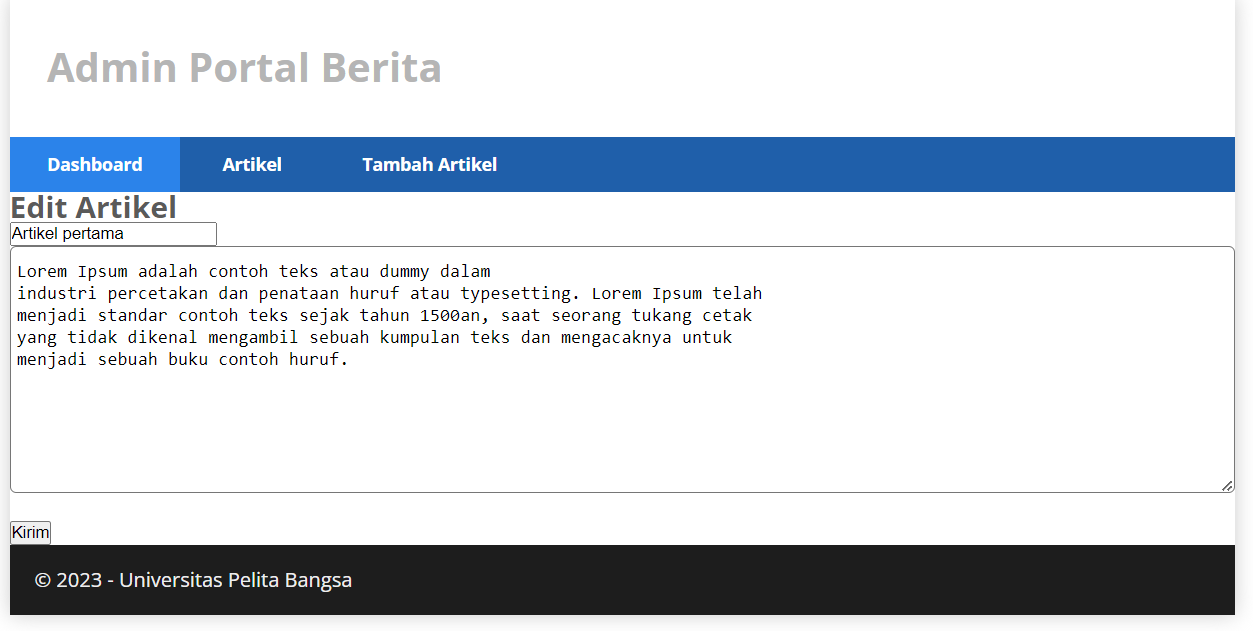 Admin Portal Berita
Dashboard Artikel Tambah Artikel
Edit Artikel
Artikel pertama
Lorem Ipsum adalah contoh teks atau dummy dalam
industri percetakan dan penataan huruf atau typesetting. Lorem Ipsum telah
menjadi standar contoh teks sejak tahun 1500an, saat seorang tukang cetak
yang tidak dikenal mengambil sebuah kumpulan teks dan mengacaknya untuk
menjadi sebuah buku contoh huruf.
Kirim
© 2023 - Universitas Pelita Bangsa